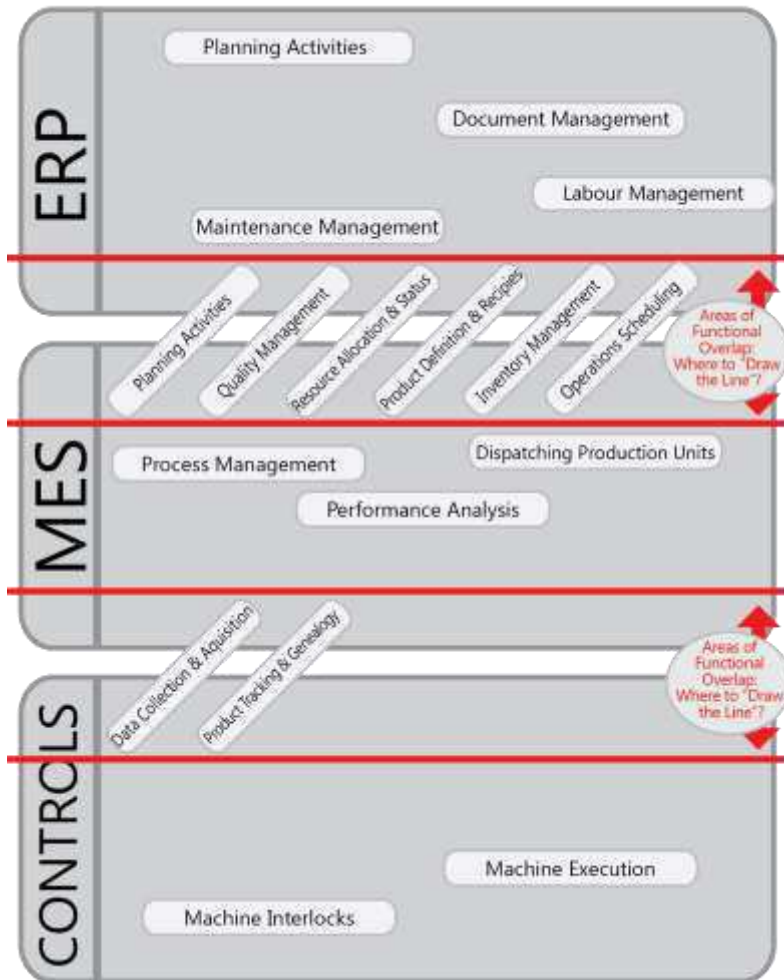 ERP
Planning Activities
Document Management
Labour Management
Maintenance Management
Planning Activities
Quality Management
Resource Allocation & Status
Product Definition & Recipies
Inventory Management
Operations Scheduling
Areas of
Functional
Overlap:
Where to "Draw
the Line"?
MES
Process Management
Dispatching Production Units
Performance Analysis
Data Collection & Aquisition
Product Tracking & Genealogy
Areas of
Functional
Overlap:
Where to "Draw
the Line"?
CONTROLS
Machine Execution
Machine Interlocks